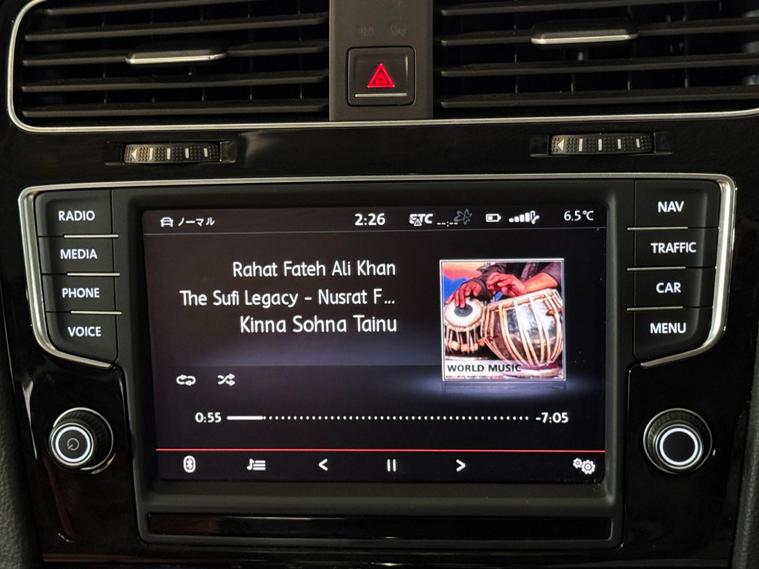 RADIO
MEDIA
PHONE
VOICE
ノーマル
2:26
ETC
--:--
6.5°C
Rahat Fateh Ali Khan
The Sufi Legacy - Nusrat F...
Kinna Sohna Tainu
WORLD MUSIC
0:55
-7:05
NAV
TRAFFIC
CAR
MENU